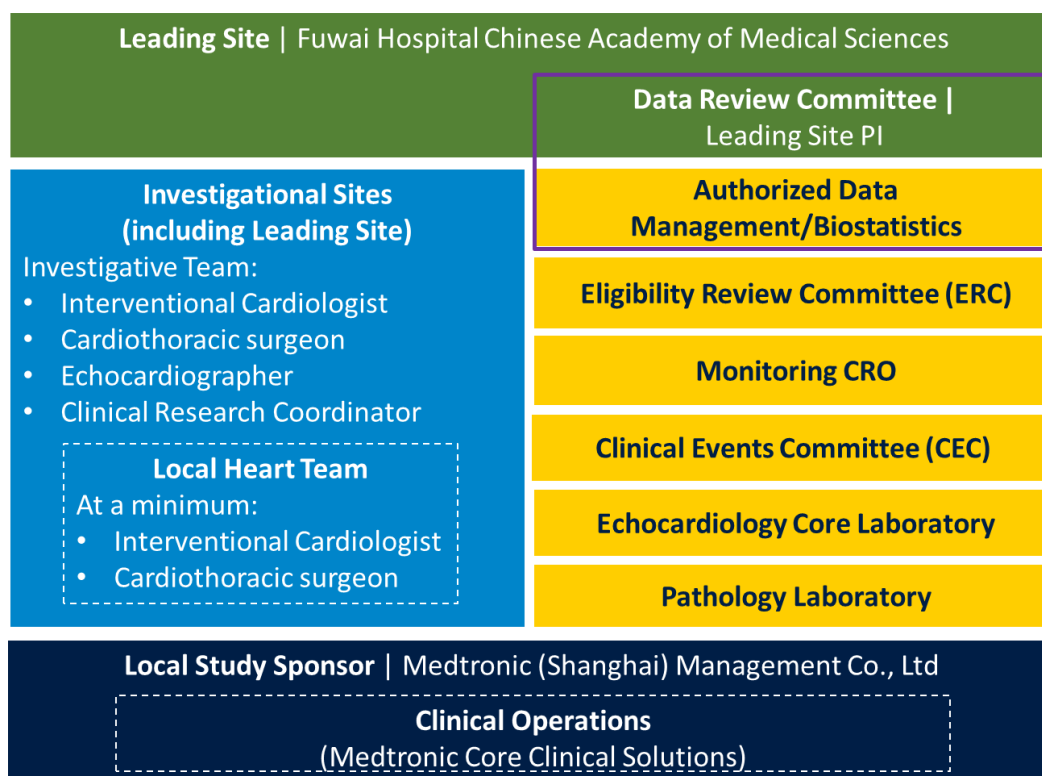 Leading Site | Fuwai Hospital Chinese Academy of Medical Sciences
Data Review Committee |
Leading Site PI
Investigational Sites
(including Leading Site)
Investigative Team:
• Interventional Cardiologist
• Cardiothoracic surgeon
• Echocardiographer
• Clinical Research Coordinator
Local Heart Team
At a minimum:
• Interventional Cardiologist
• Cardiothoracic surgeon
Authorized Data
Management/Biostatistics
Eligibility Review Committee (ERC)
Monitoring CRO
Clinical Events Committee (CEC)
Echocardiology Core Laboratory
Pathology Laboratory
Local Study Sponsor | Medtronic (Shanghai) Management Co., Ltd
Clinical Operations
(Medtronic Core Clinical Solutions)